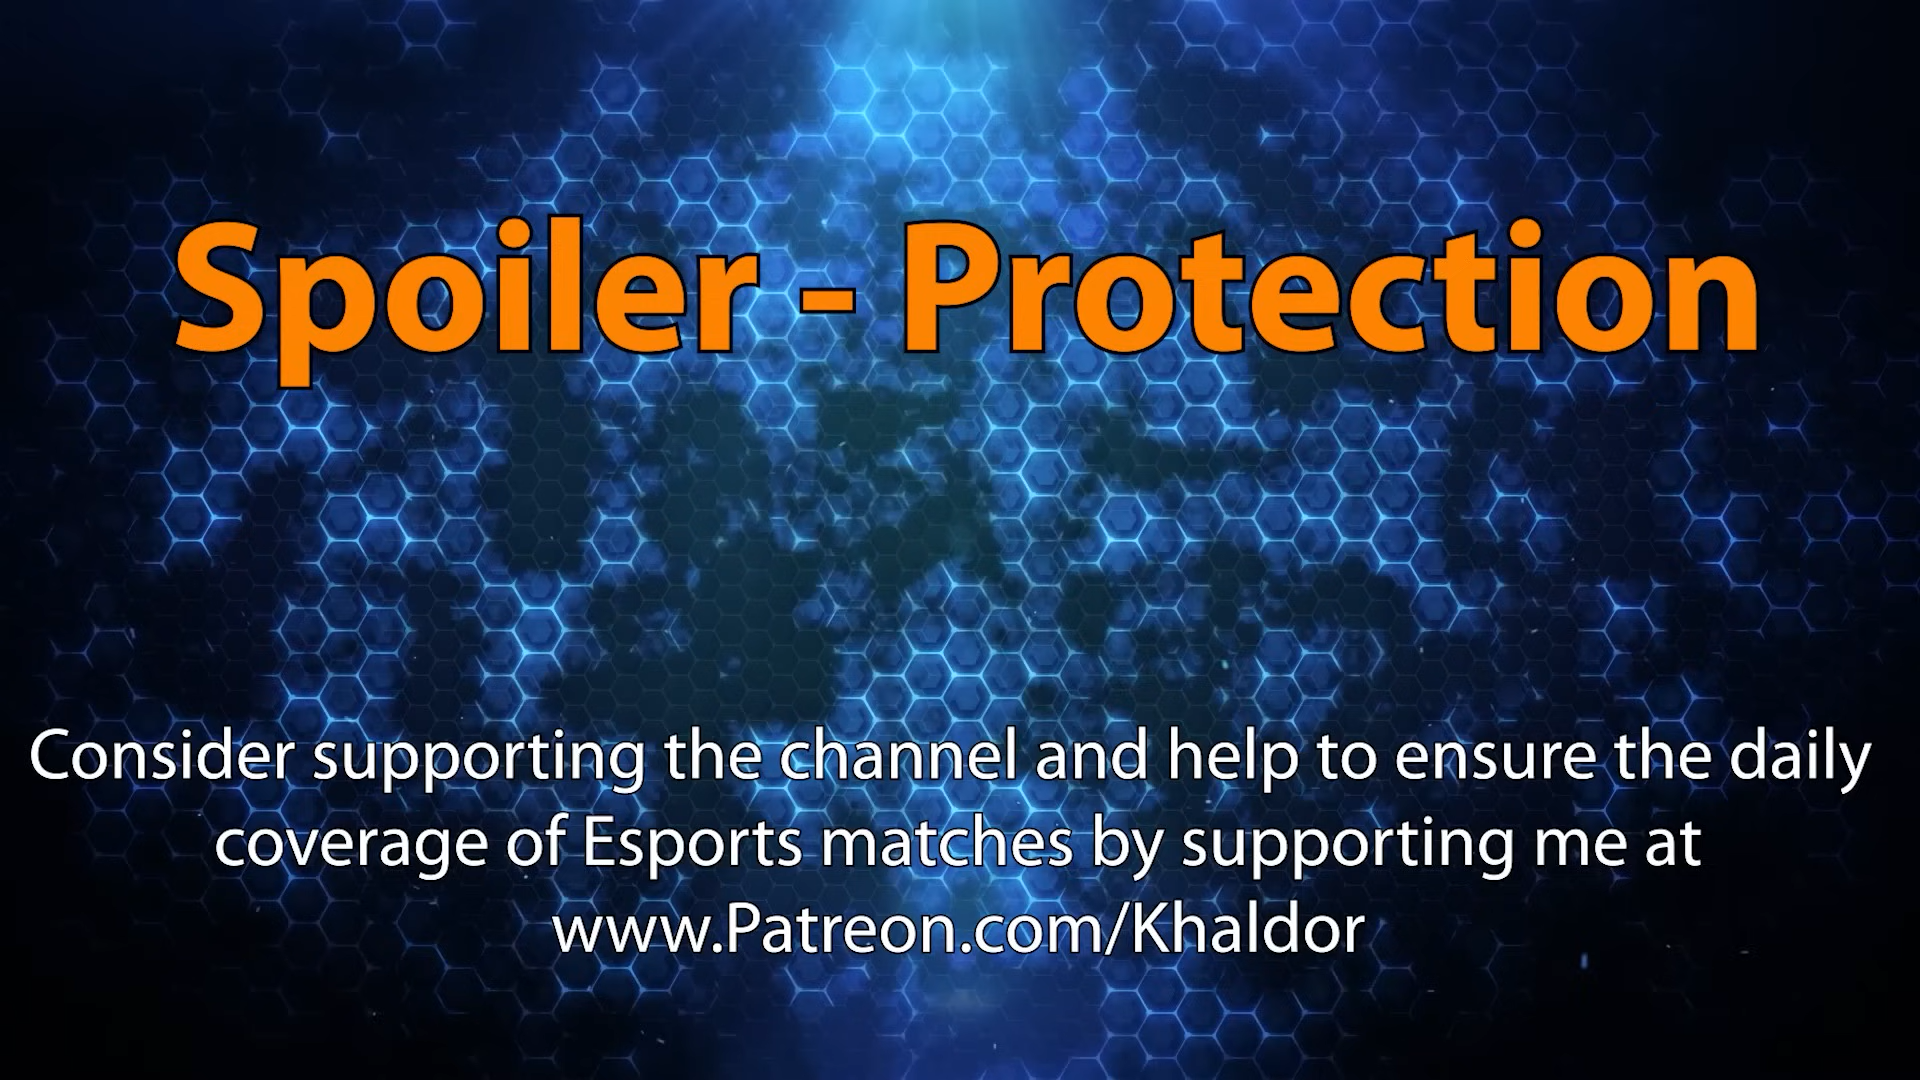 Spoiler - Protection
Consider supporting the channel and help to ensure the daily
coverage of Esports matches by supporting me at
www.Patreon.com/Khaldor